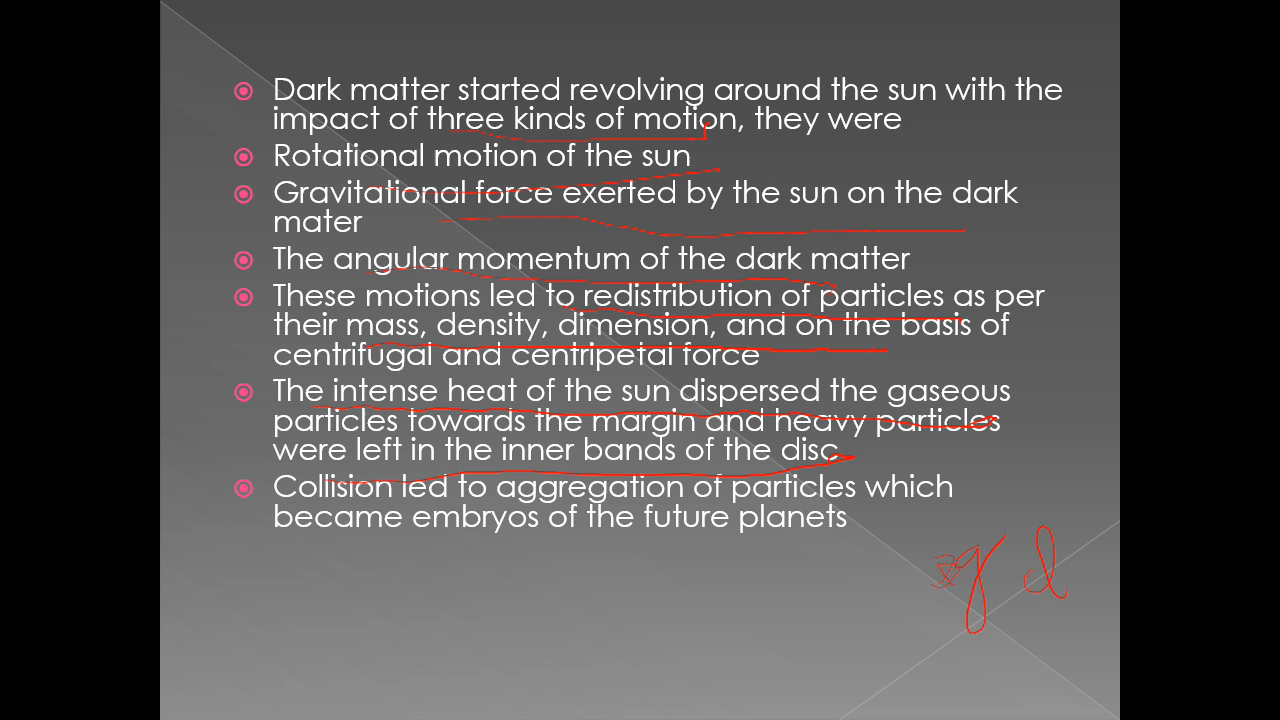 Dark matter started revolving around the sun with the
impact of three kinds of motion, they were
Rotational motion of the sun
Gravitational force exerted by the sun on the dark
mater
The angular momentum of the dark matter
These motions led to redistribution of particles as per
their mass, density, dimension, and on the basis of
centrifugal and centripetal force
The intense heat of the sun dispersed the gaseous
particles towards the margin and heavy particles
were left in the inner bands of the disc
Collision led to aggregation of particles which
became embryos of the future planets